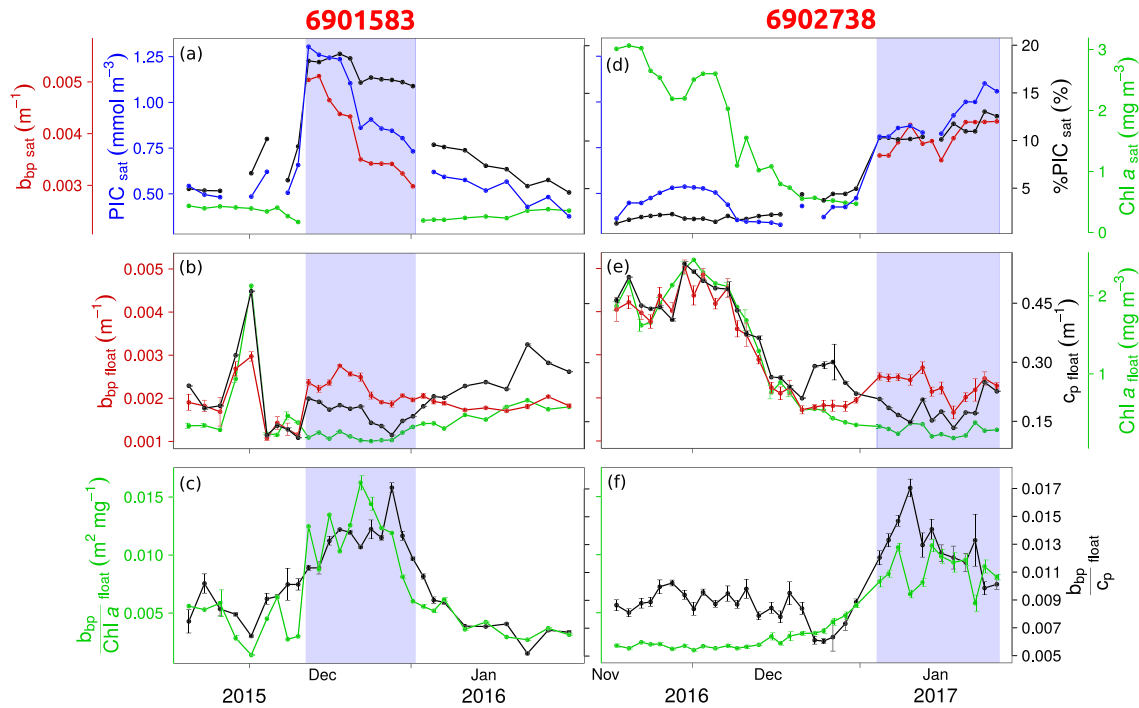 6901583
6902738
(a)
b_bp sat (m⁻¹)
0.005
0.004
0.003
PIC sat (mmol m⁻³)
1.25
1.00
0.75
0.50
(d)
%PIC sat (%)
20
15
10
5
Chl a sat (mg m⁻³)
3
2
1
0
(b)
b_bp float (m⁻¹)
0.005
0.004
0.003
0.002
0.001
(e)
c_p float (m⁻¹)
0.45
0.30
0.15
Chl a float (mg m⁻³)
2
1
(c)
b_bp / Chl a float (m² mg⁻¹)
0.015
0.010
0.005
(f)
b_bp / c_p float
0.017
0.015
0.013
0.011
0.009
0.007
0.005
Dec
Jan
2015
2016
Nov
Dec
Jan
2016
2017